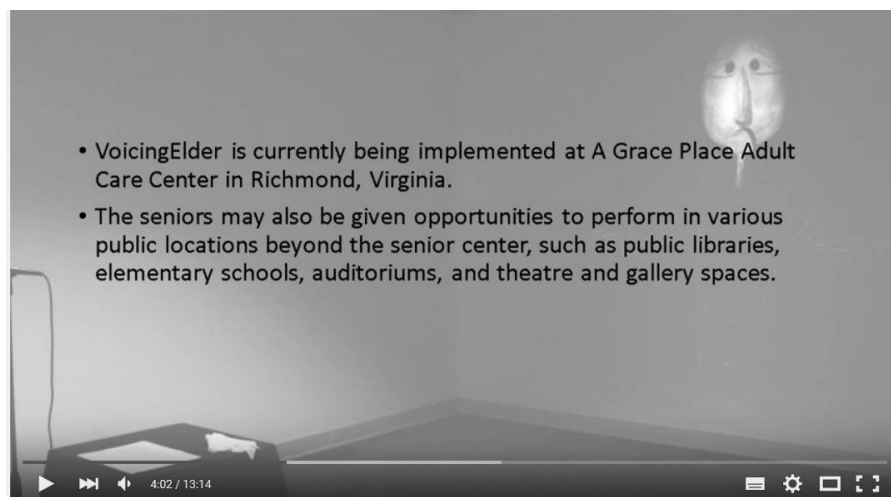 • VoicingElder is currently being implemented at A Grace Place Adult
Care Center in Richmond, Virginia.
• The seniors may also be given opportunities to perform in various
public locations beyond the senior center, such as public libraries,
elementary schools, auditoriums, and theatre and gallery spaces.
4:02 / 13:14